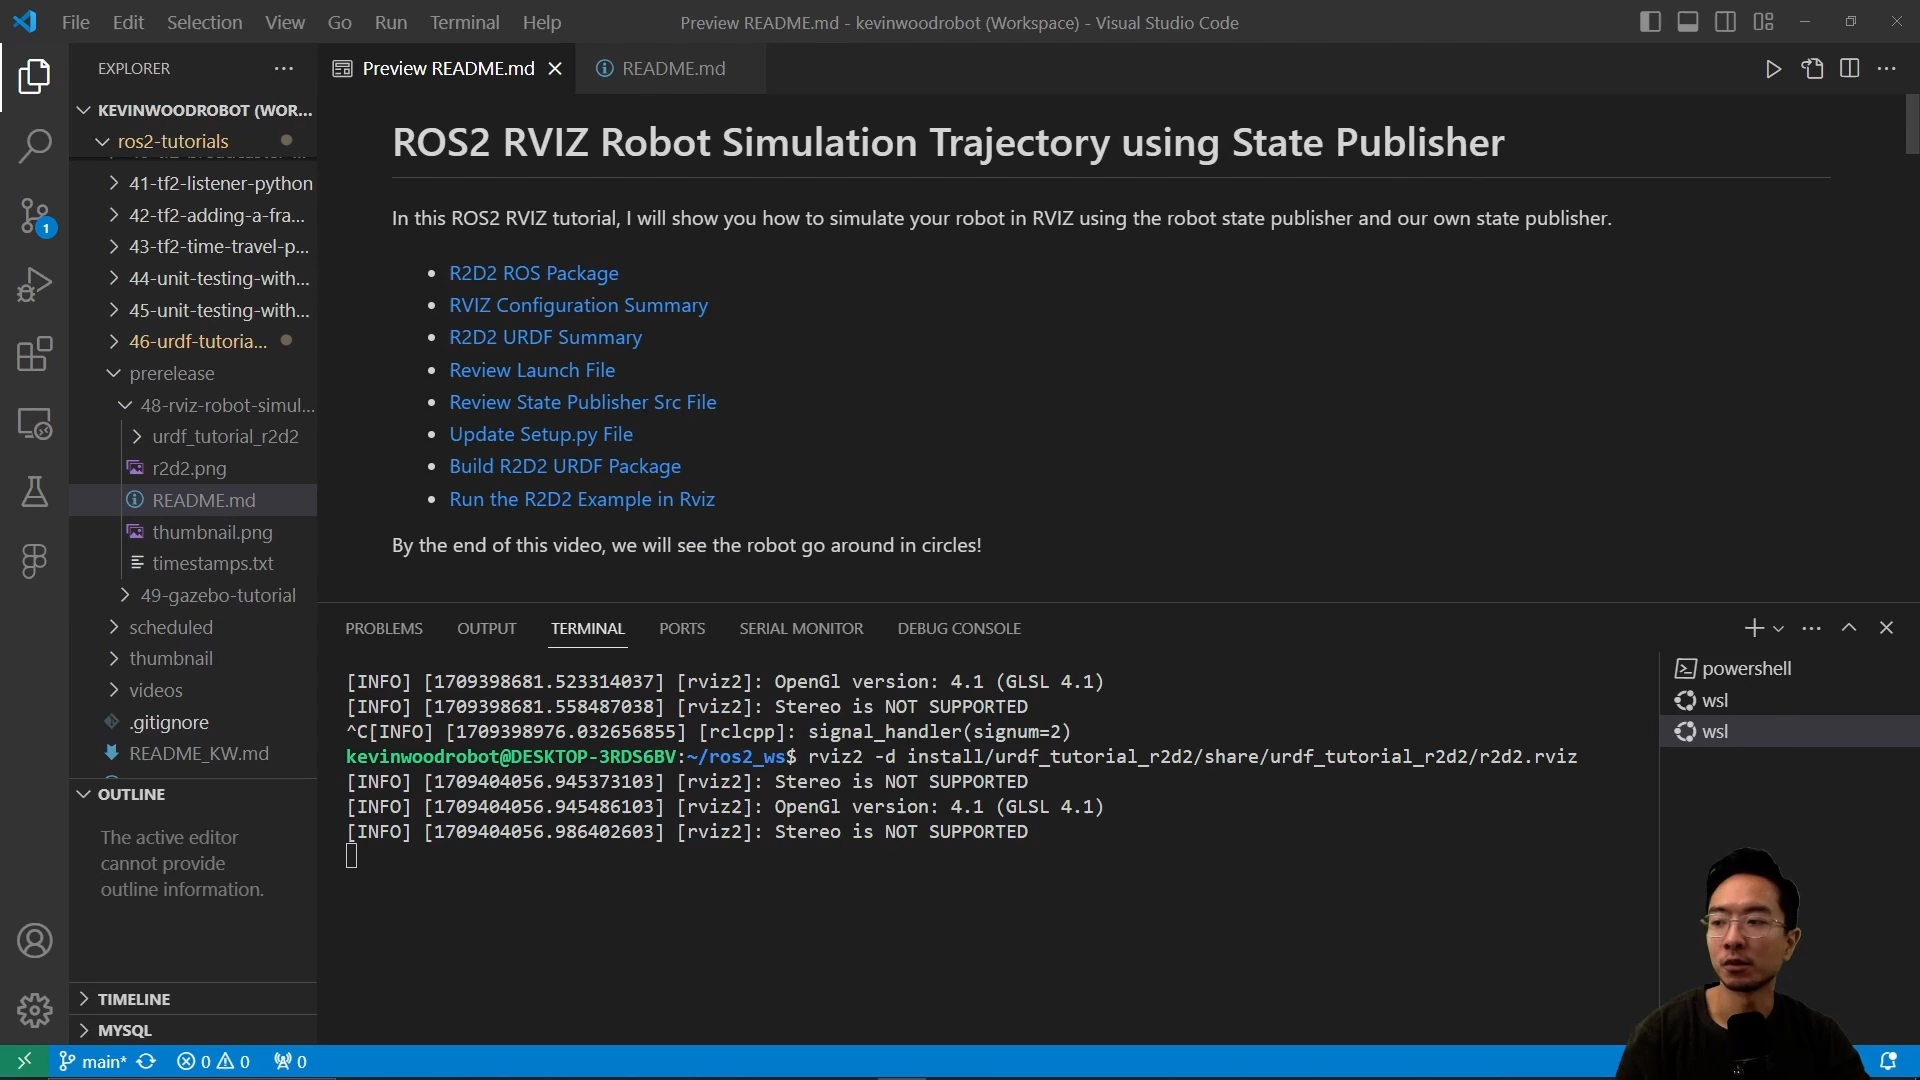 File Edit Selection View Go Run Terminal Help
Preview README.md - kevinwoodrobot (Workspace) - Visual Studio Code
EXPLORER
KEVINWOODROBOT (WOR...
ros2-tutorials
41-tf2-listener-python
42-tf2-adding-a-fra...
43-tf2-time-travel-p...
44-unit-testing-with...
45-unit-testing-with...
46-urdf-tutoria...
prerelease
48-rviz-robot-simul...
urdf_tutorial_r2d2
r2d2.png
README.md
thumbnail.png
timestamps.txt
49-gazebo-tutorial
scheduled
thumbnail
videos
.gitignore
README_KW.md
OUTLINE
The active editor
cannot provide
outline information.
TIMELINE
MYSQL
1
Preview README.md
README.md
ROS2 RVIZ Robot Simulation Trajectory using State Publisher
In this ROS2 RVIZ tutorial, I will show you how to simulate your robot in RVIZ using the robot state publisher and our own state publisher.
• R2D2 ROS Package
• RVIZ Configuration Summary
• R2D2 URDF Summary
• Review Launch File
• Review State Publisher Src File
• Update Setup.py File
• Build R2D2 URDF Package
• Run the R2D2 Example in Rviz
By the end of this video, we will see the robot go around in circles!
PROBLEMS OUTPUT TERMINAL PORTS SERIAL MONITOR DEBUG CONSOLE
[INFO] [1709398681.523314037] [rviz2]: OpenGl version: 4.1 (GLSL 4.1)
[INFO] [1709398681.558487038] [rviz2]: Stereo is NOT SUPPORTED
^C[INFO] [1709398976.032656855] [rclcpp]: signal_handler(signum=2)
kevinwoodrobot@DESKTOP-3RDS6BV:~/ros2_ws$ rviz2 -d install/urdf_tutorial_r2d2/share/urdf_tutorial_r2d2/r2d2.rviz
[INFO] [1709404056.945373103] [rviz2]: Stereo is NOT SUPPORTED
[INFO] [1709404056.945486103] [rviz2]: OpenGl version: 4.1 (GLSL 4.1)
[INFO] [1709404056.986402603] [rviz2]: Stereo is NOT SUPPORTED
powershell
wsl
wsl
main* 0 0 0